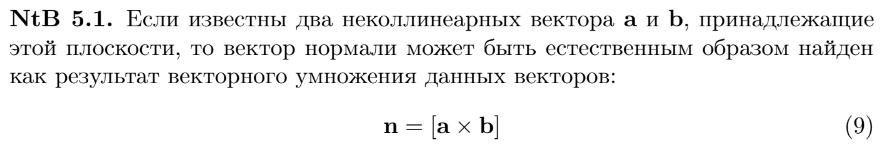 NtB 5.1. Если известны два неколлинеарных вектора a и b, принадлежащие
этой плоскости, то вектор нормали может быть естественным образом найден
как результат векторного умножения данных векторов:
n = [a × b] (9)